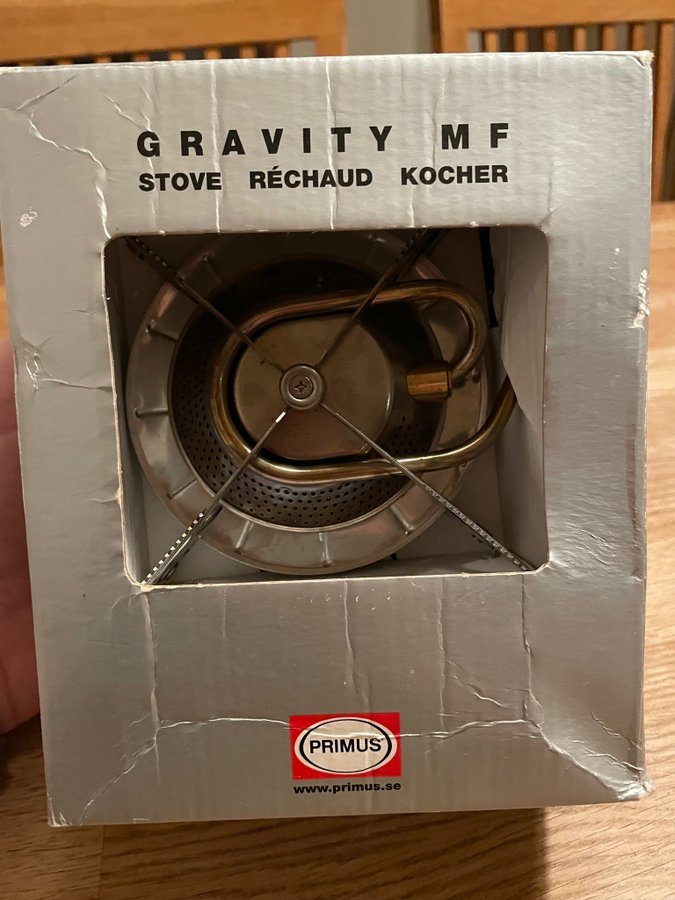 GRAVITY MF
STOVE RÉCHAUD KOCHER
PRIMUS
www.primus.se